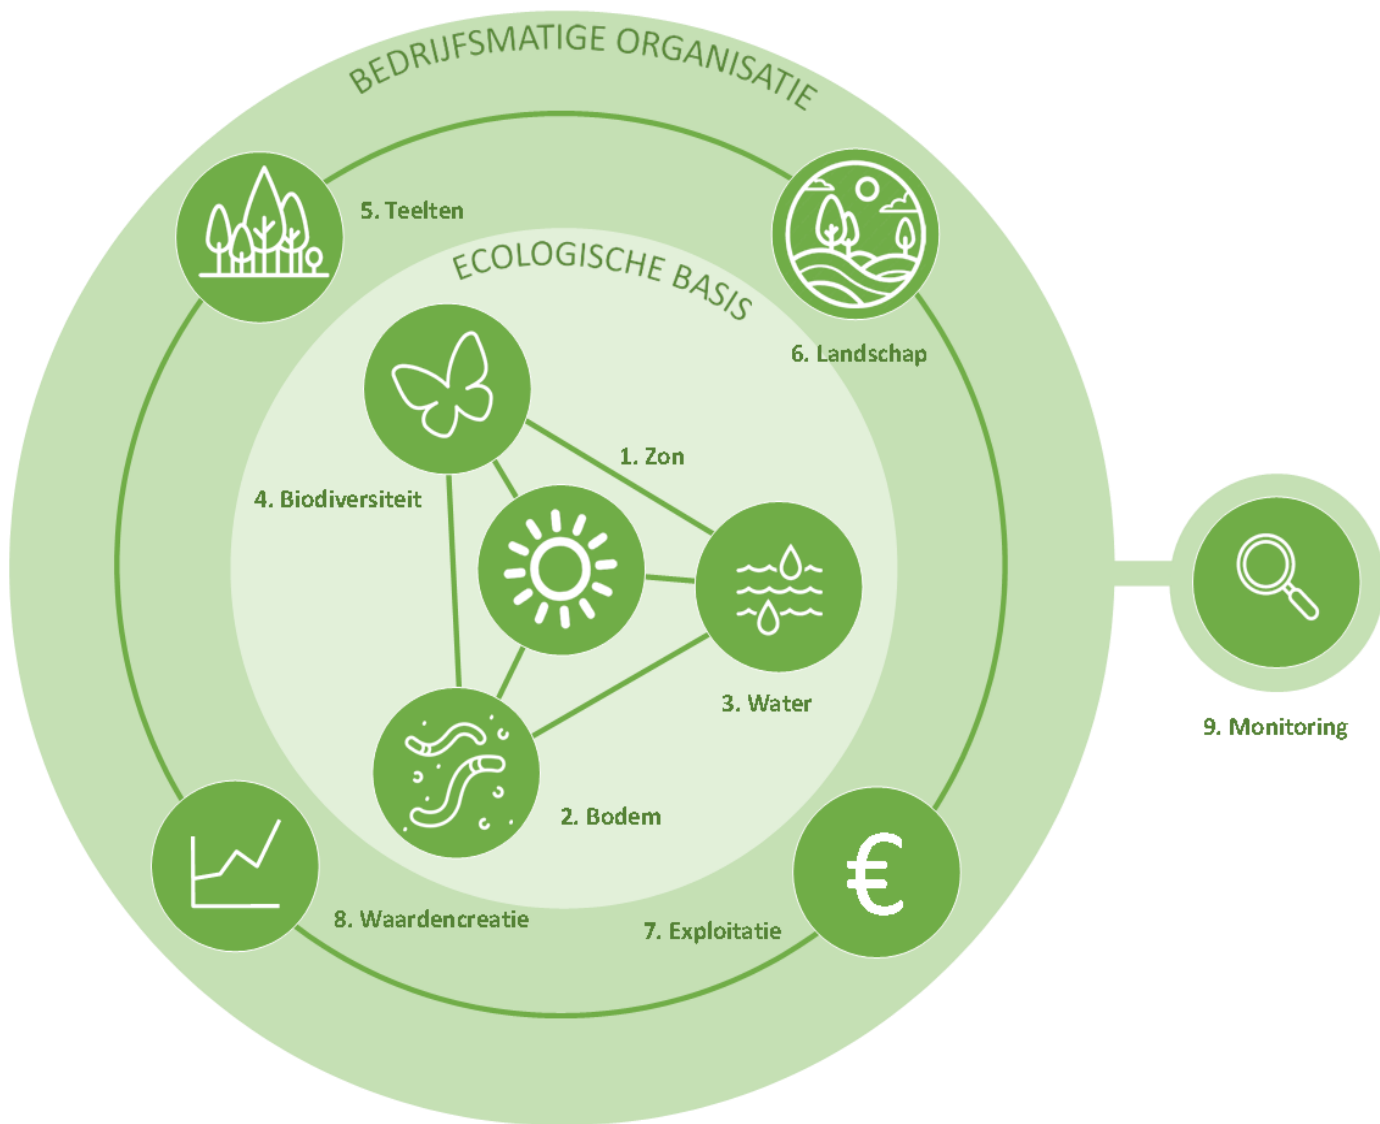 BEDRIJFSMATIGE ORGANISATIE
5. Teelten
ECOLOGISCHE BASIS
6. Landschap
1. Zon
4. Biodiversiteit
3. Water
9. Monitoring
2. Bodem
€
8. Waardencreatie
7. Exploitatie